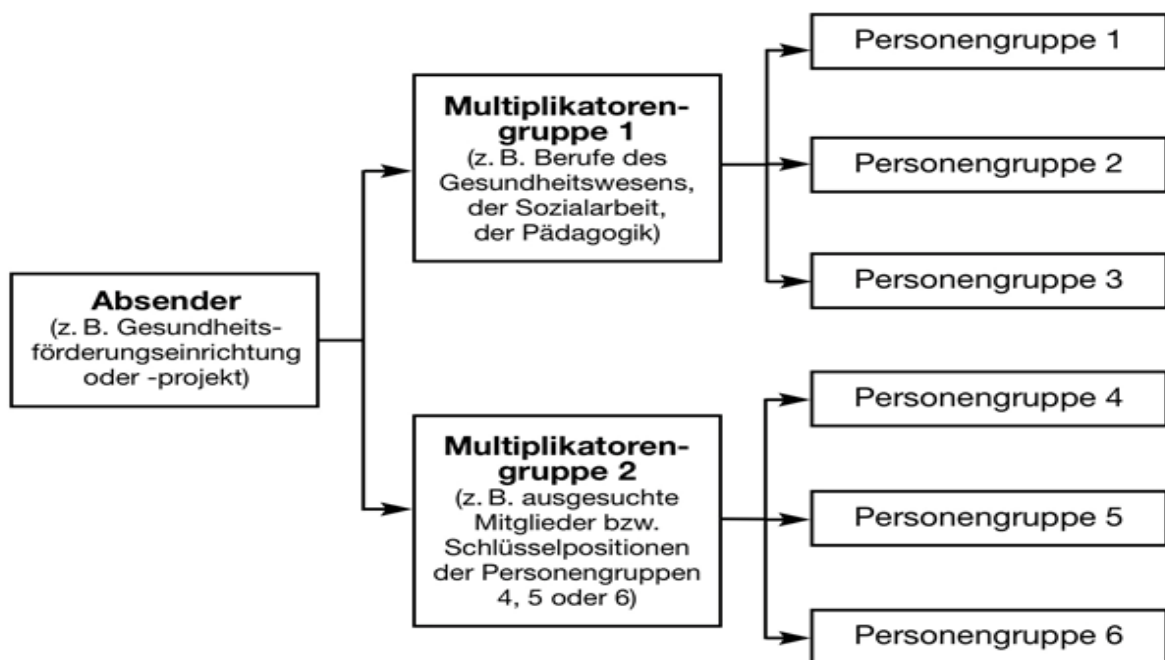 Absender
(z. B. Gesundheits-
förderungseinrichtung
oder -projekt)
Multiplikatoren-
gruppe 1
(z. B. Berufe des
Gesundheitswesens,
der Sozialarbeit,
der Pädagogik)
Multiplikatoren-
gruppe 2
(z. B. ausgesuchte
Mitglieder bzw.
Schlüsselpositionen
der Personengruppen
4, 5 oder 6)
Personengruppe 1
Personengruppe 2
Personengruppe 3
Personengruppe 4
Personengruppe 5
Personengruppe 6